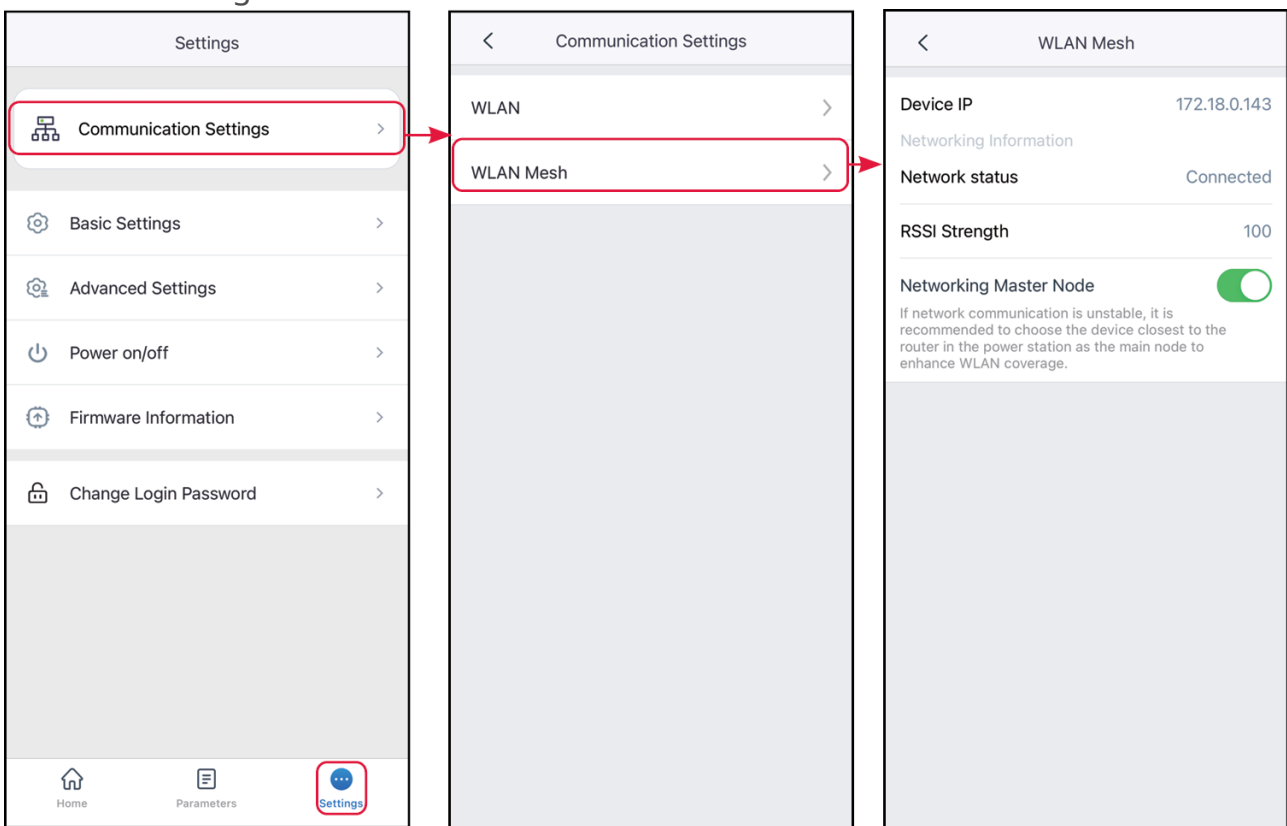 Settings
Communication Settings
Basic Settings
Advanced Settings
Power on/off
Firmware Information
Change Login Password
Home
Parameters
Settings
Communication Settings
WLAN
WLAN Mesh
WLAN Mesh
Device IP 172.18.0.143
Networking Information
Network status Connected
RSSI Strength 100
Networking Master Node
If network communication is unstable, it is
recommended to choose the device closest to the
router in the power station as the main node to
enhance WLAN coverage.